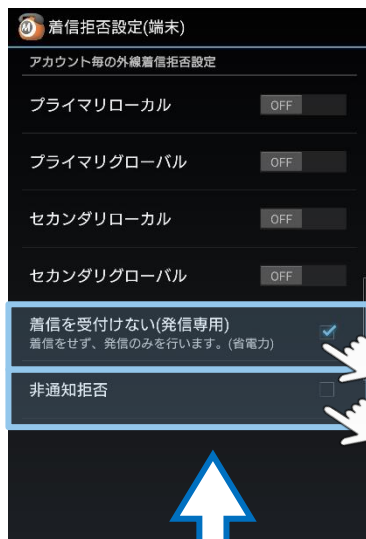 着信拒否設定(端末)
アカウント毎の外線着信拒否設定
プライマリローカル OFF
プライマリグローバル OFF
セカンダリローカル OFF
セカンダリグローバル OFF
着信を受付けない(発信専用)
着信をせず、発信のみを行います。(省電力)
非通知拒否